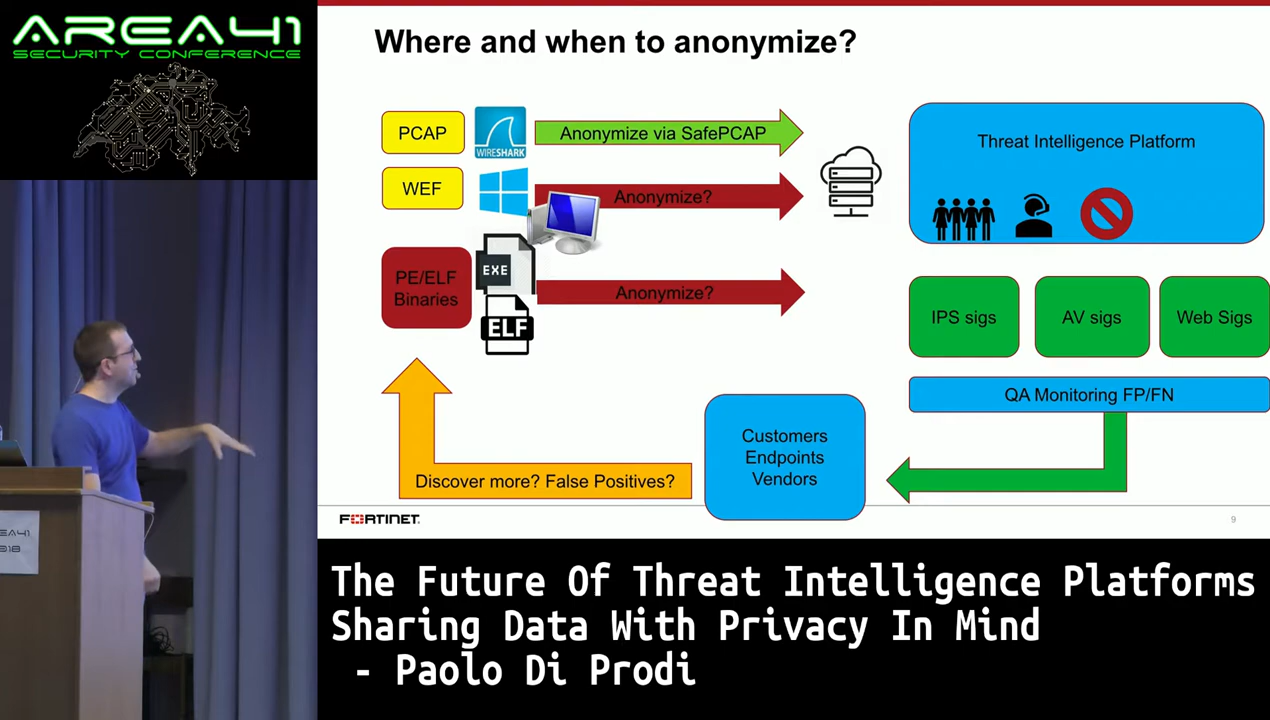 AREA41
SECURITY CONFERENCE
Where and when to anonymize?
PCAP
WIRESHARK
Anonymize via SafePCAP
WEF
Anonymize?
PE/ELF
Binaries
EXE
ELF
Anonymize?
Threat Intelligence Platform
IPS sigs
AV sigs
Web Sigs
QA Monitoring FP/FN
Customers
Endpoints
Vendors
Discover more? False Positives?
FORTINET
9
The Future Of Threat Intelligence Platforms
Sharing Data With Privacy In Mind
- Paolo Di Prodi